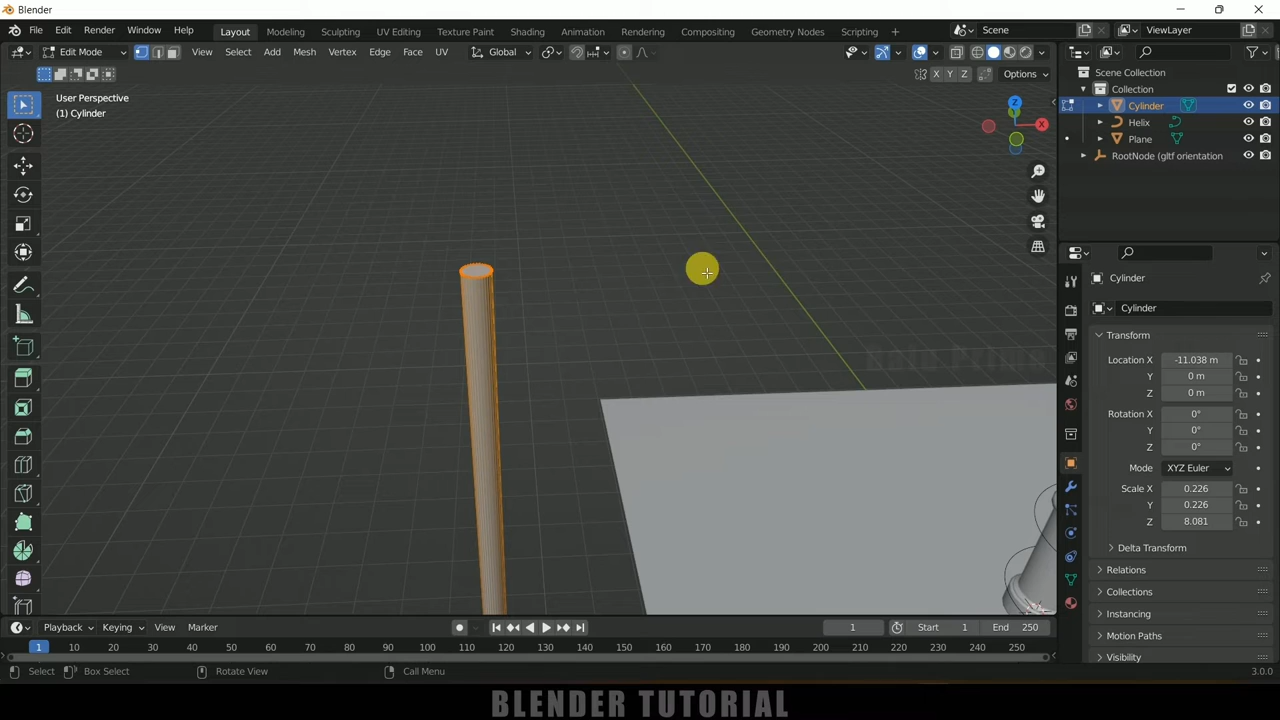 Blender
File Edit Render Window Help Layout Modeling Sculpting UV Editing Texture Paint Shading Animation Rendering Compositing Geometry Nodes Scripting + Scene ViewLayer
Edit Mode View Select Add Mesh Vertex Edge Face UV Global
X Y Z Options
User Perspective
(1) Cylinder
Z
X
Scene Collection
Collection
Cylinder
Helix
Plane
RootNode (gltf orientation
Cylinder
Cylinder
Transform
Location X -11.038 m
Y 0 m
Z 0 m
Rotation X 0°
Y 0°
Z 0°
Mode XYZ Euler
Scale X 0.226
Y 0.226
Z 8.081
Delta Transform
Relations
Collections
Instancing
Motion Paths
Visibility
Playback Keying View Marker 1 Start 1 End 250
1 10 20 30 40 50 60 70 80 90 100 110 120 130 140 150 160 170 180 190 200 210 220 230 240 250
Select Box Select Rotate View Call Menu 3.0.0
BLENDER TUTORIAL